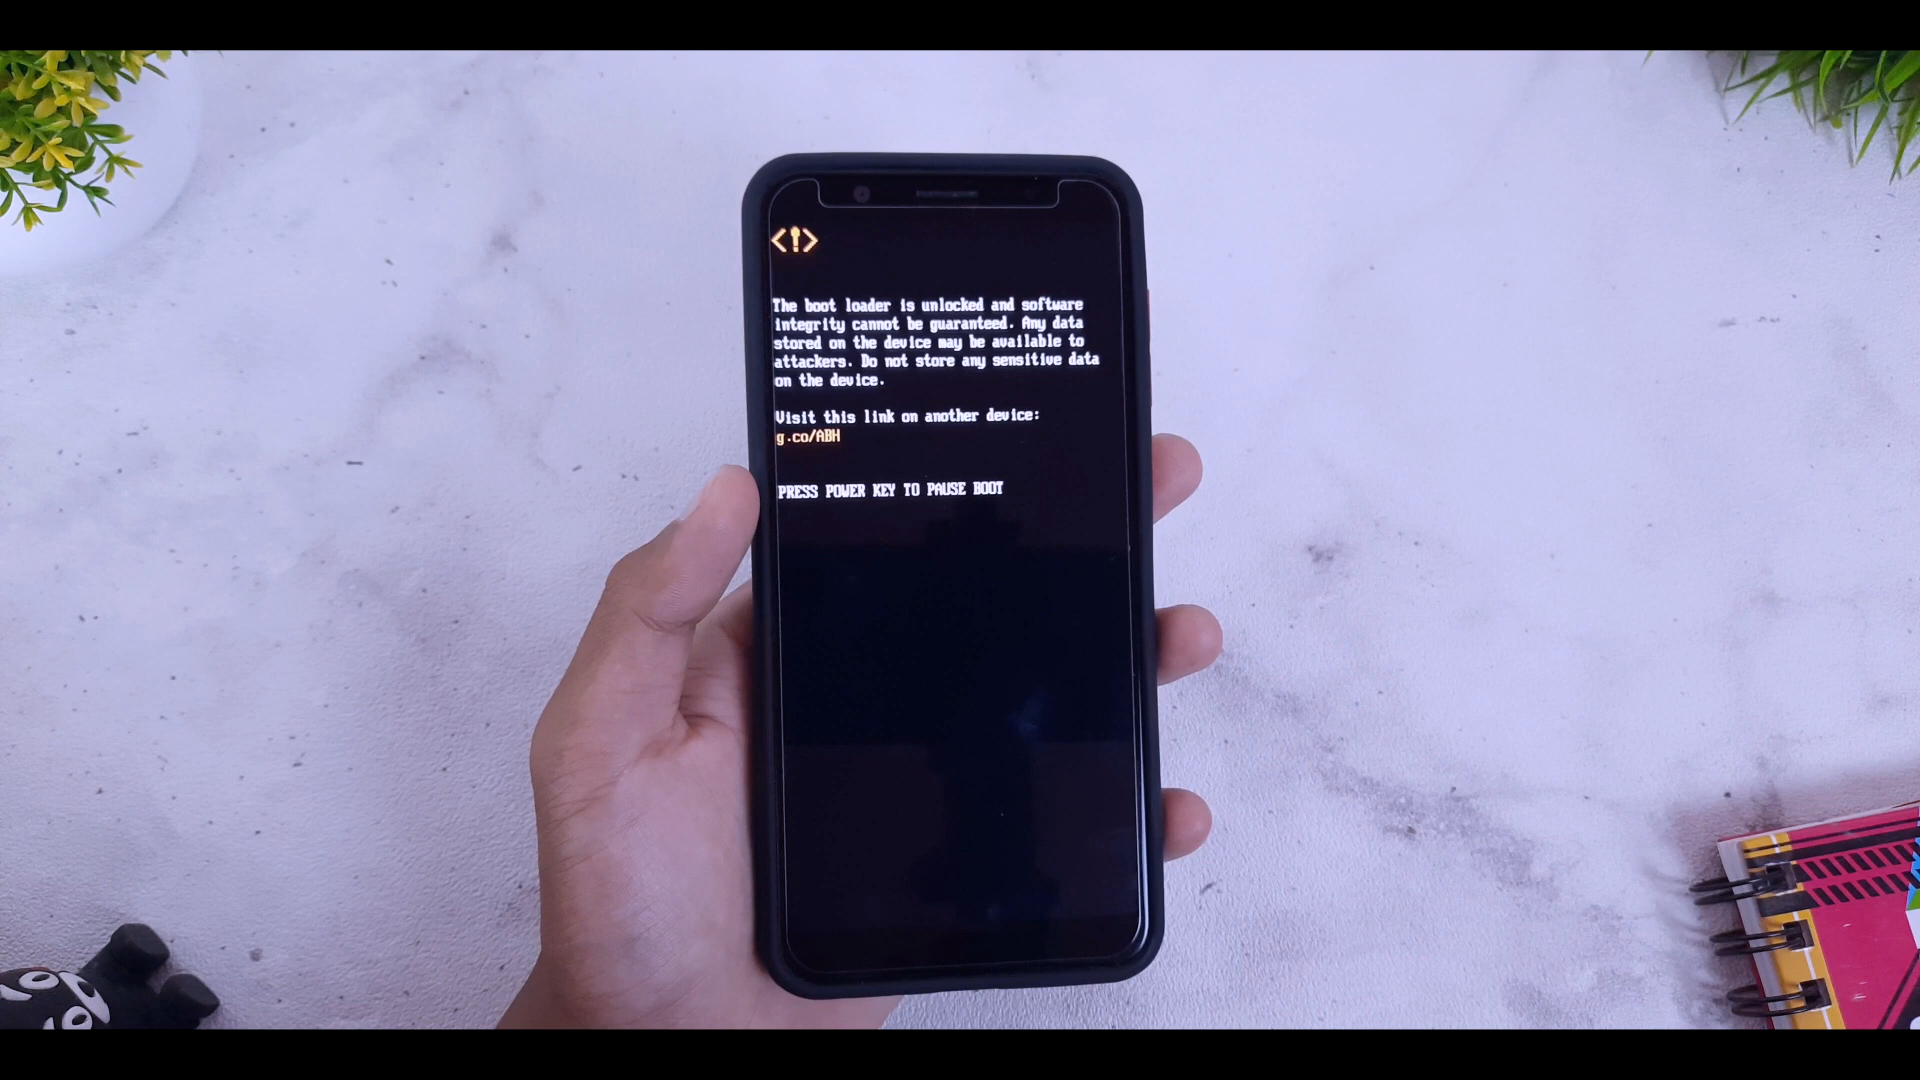 <!>
The boot loader is unlocked and software
integrity cannot be guaranteed. Any data
stored on the device may be available to
attackers. Do not store any sensitive data
on the device.
Visit this link on another device:
g.co/ABH
PRESS POWER KEY TO PAUSE BOOT